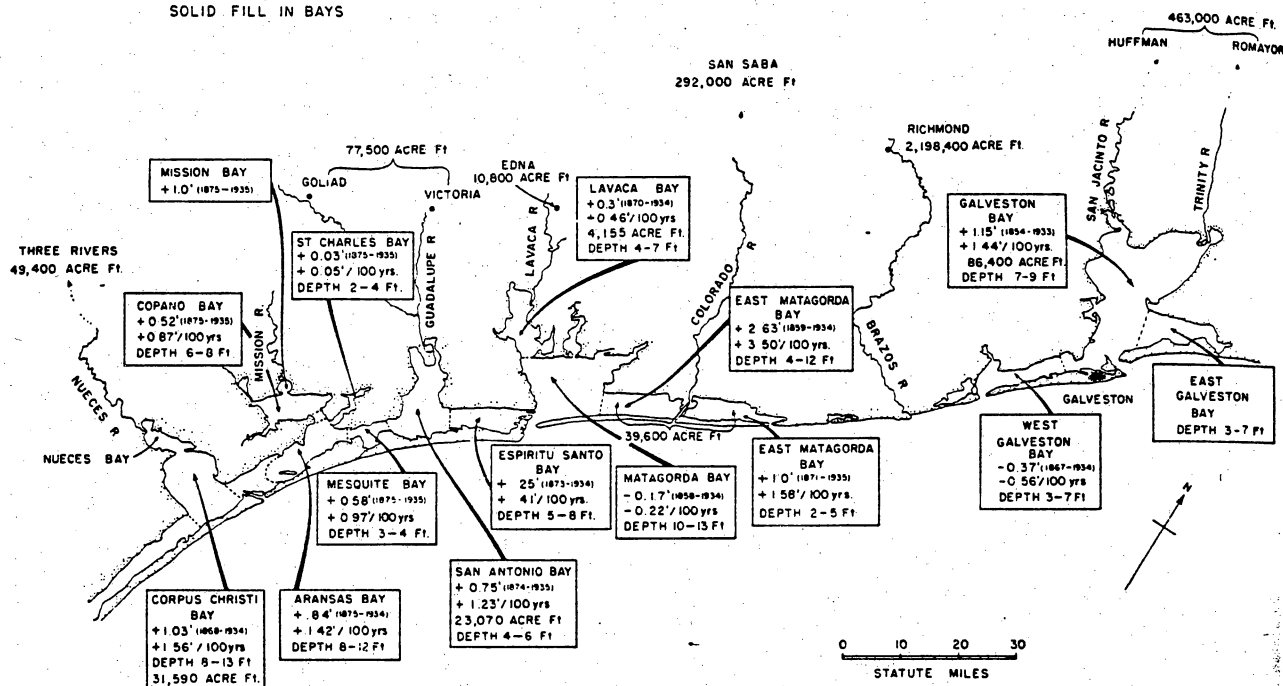 SOLID FILL IN BAYS
463,000 ACRE Ft.
HUFFMAN
ROMAYOR
SAN SABA
292,000 ACRE Ft
RICHMOND
2,198,400 ACRE Ft.
77,500 ACRE Ft
GOLIAD
VICTORIA
EDNA
10,800 ACRE Ft
MISSION BAY
+ 1.0' (1875-1935)
THREE RIVERS
49,400 ACRE Ft.
ST CHARLES BAY
+ 0.03' (1875-1935)
+ 0.05'/ 100 yrs.
DEPTH 2-4 Ft.
LAVACA BAY
+0.3' (1870-1934)
+0 46'/100 yrs
4,155 ACRE Ft.
DEPTH 4-7 Ft
GALVESTON
BAY
+ 1.15' (1854-1933)
+ 1 44'/ 100 yrs
86,400 ACRE Ft.
DEPTH 7-9 Ft
SAN JACINTO R
TRINITY R
COPANO BAY
+ 0.52' (1875-1935)
+0.87'/100 yrs
DEPTH 6-8 Ft.
MISSION R.
GUADALUPE R
LAVACA R
COLORADO R
BRAZOS R
NUECES R
EAST MATAGORDA
BAY
+ 2 63' (1859-1934)
+ 3 50'/100 yrs.
DEPTH 4-12 Ft
GALVESTON
EAST
GALVESTON
BAY
DEPTH 3-7 Ft
NUECES BAY
39,600 ACRE Ft
WEST
GALVESTON
BAY
-0.37' (1867-1934)
-0.56'/100 yrs
DEPTH 3-7 Ft
MESQUITE BAY
+ 0.58' (1875-1935)
+ 0.97'/ 100 yrs
DEPTH 3-4 Ft.
ESPIRITU SANTO
BAY
+ 25' (1873-1934)
+ 41'/100 yrs.
DEPTH 5-8 Ft.
MATAGORDA BAY
-0.17' (1858-1934)
-0.22'/ 100 yrs
DEPTH 10-13 Ft
EAST MATAGORDA
BAY
+ 1.0' (1871-1935)
+ 1.58'/ 100 yrs.
DEPTH 2-5 Ft
N
CORPUS CHRISTI
BAY
+1.03' (1868-1934)
+1 56'/ 100yrs
DEPTH 8-13 Ft
31,590 ACRE Ft.
ARANSAS BAY
+.84' (1875-1934)
+.1 42'/ 100 yrs
DEPTH 8-12 Ft
SAN ANTONIO BAY
+ 0.75' (1874-1935)
+ 1.23'/ 100 yrs
23,070 ACRE Ft
DEPTH 4-6 Ft
0 10 20 30
STATUTE MILES